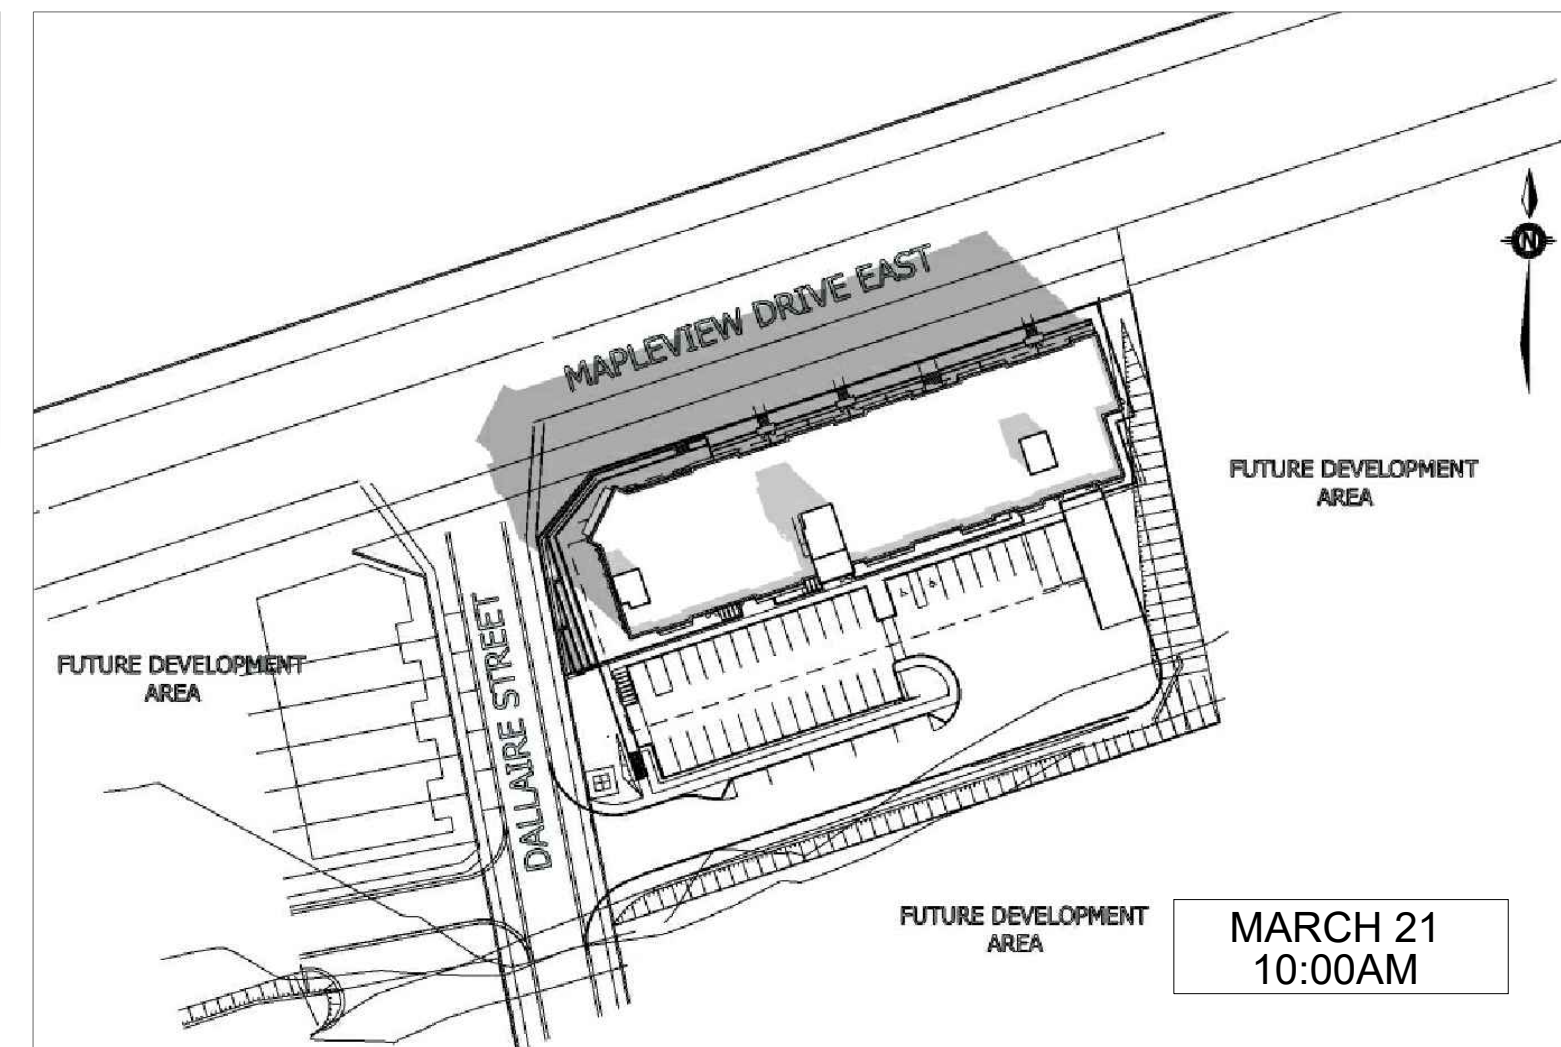 MAPLEVIEW DRIVE EAST
N
FUTURE DEVELOPMENT
AREA
FUTURE DEVELOPMENT
AREA
DALLAIRE STREET
FUTURE DEVELOPMENT
AREA
MARCH 21
10:00AM